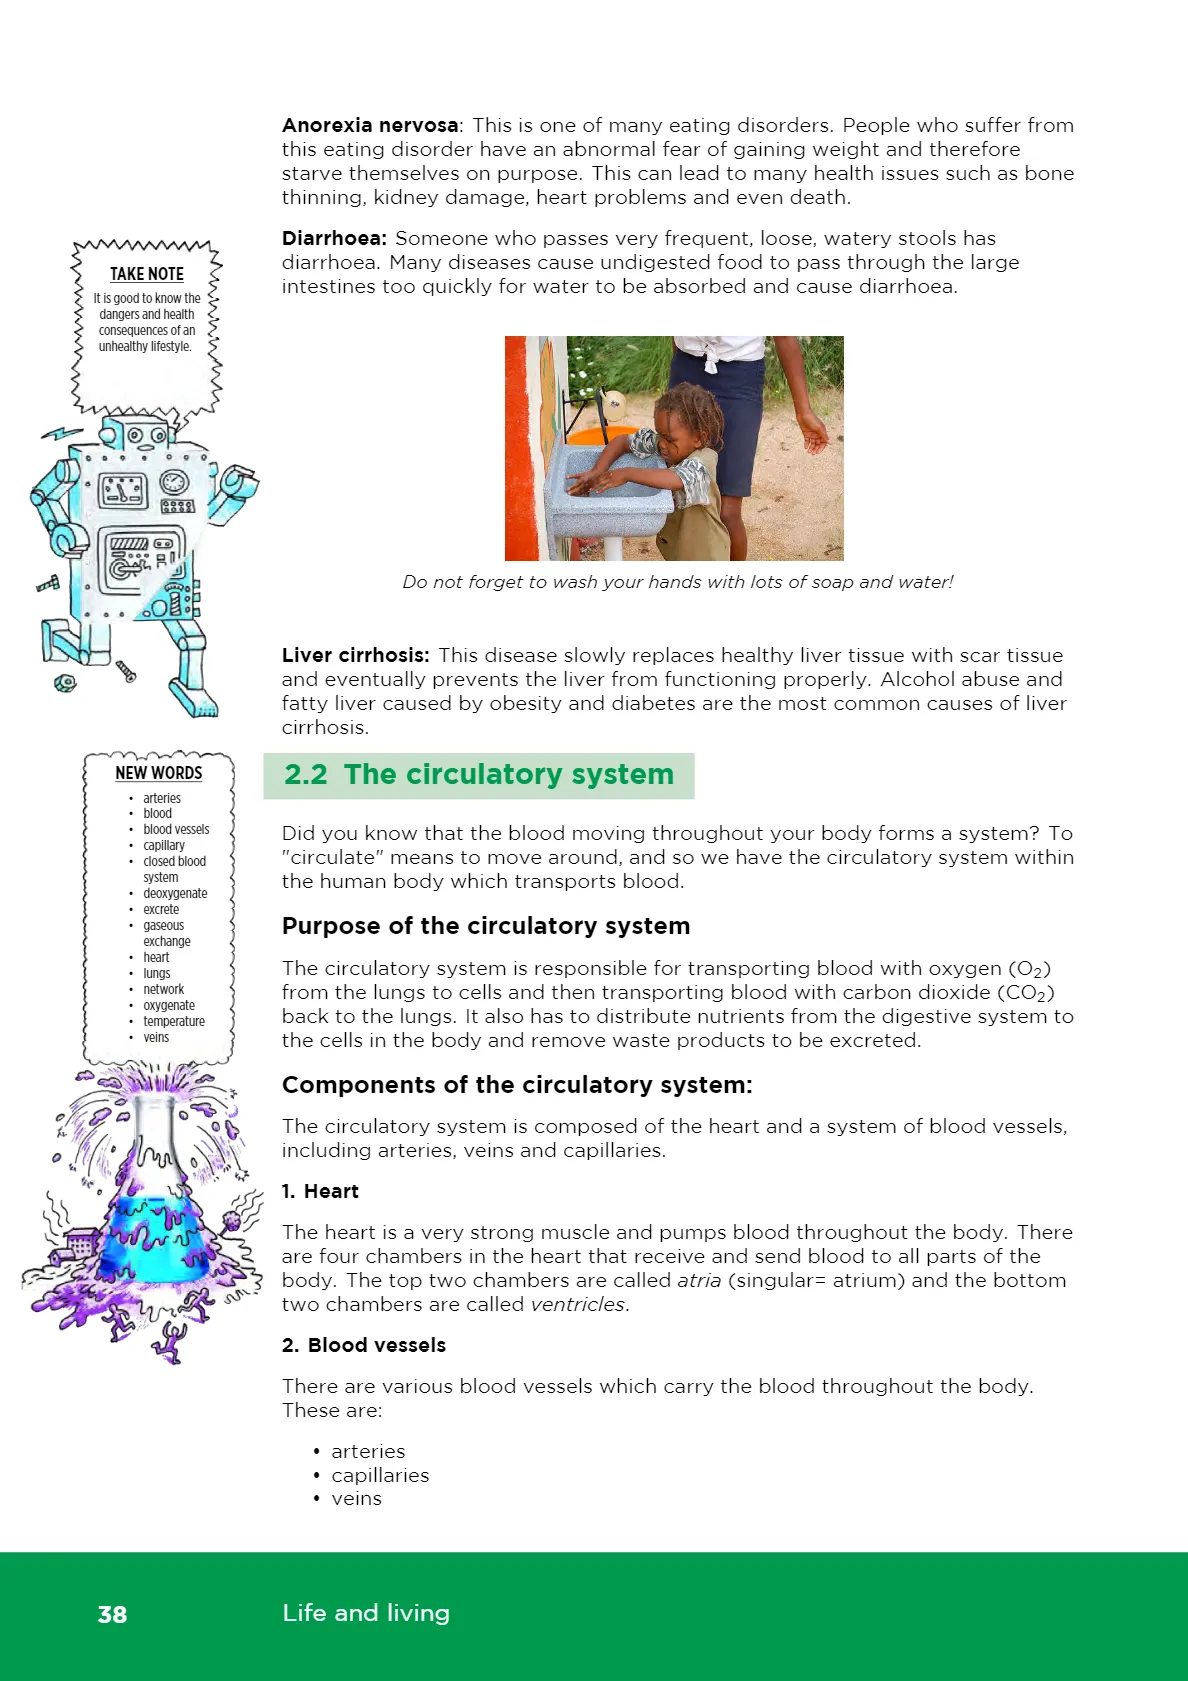 Anorexia nervosa: This is one of many eating disorders. People who suffer from
this eating disorder have an abnormal fear of gaining weight and therefore
starve themselves on purpose. This can lead to many health issues such as bone
thinning, kidney damage, heart problems and even death.
Diarrhoea: Someone who passes very frequent, loose, watery stools has
diarrhoea. Many diseases cause undigested food to pass through the large
intestines too quickly for water to be absorbed and cause diarrhoea.
TAKE NOTE
It is good to know the
dangers and health
consequences of an
unhealthy lifestyle.
Do not forget to wash your hands with lots of soap and water!
Liver cirrhosis: This disease slowly replaces healthy liver tissue with scar tissue
and eventually prevents the liver from functioning properly. Alcohol abuse and
fatty liver caused by obesity and diabetes are the most common causes of liver
cirrhosis.
NEW WORDS
• arteries
• blood
• blood vessels
• capillary
• closed blood
system
• deoxygenate
• excrete
• gaseous
exchange
• heart
• lungs
• network
• oxygenate
• temperature
• veins
2.2 The circulatory system
Did you know that the blood moving throughout your body forms a system? To
"circulate" means to move around, and so we have the circulatory system within
the human body which transports blood.
Purpose of the circulatory system
The circulatory system is responsible for transporting blood with oxygen (O₂)
from the lungs to cells and then transporting blood with carbon dioxide (CO₂)
back to the lungs. It also has to distribute nutrients from the digestive system to
the cells in the body and remove waste products to be excreted.
Components of the circulatory system:
The circulatory system is composed of the heart and a system of blood vessels,
including arteries, veins and capillaries.
1. Heart
The heart is a very strong muscle and pumps blood throughout the body. There
are four chambers in the heart that receive and send blood to all parts of the
body. The top two chambers are called atria (singular= atrium) and the bottom
two chambers are called ventricles.
2. Blood vessels
There are various blood vessels which carry the blood throughout the body.
These are:
• arteries
• capillaries
• veins
38
Life and living